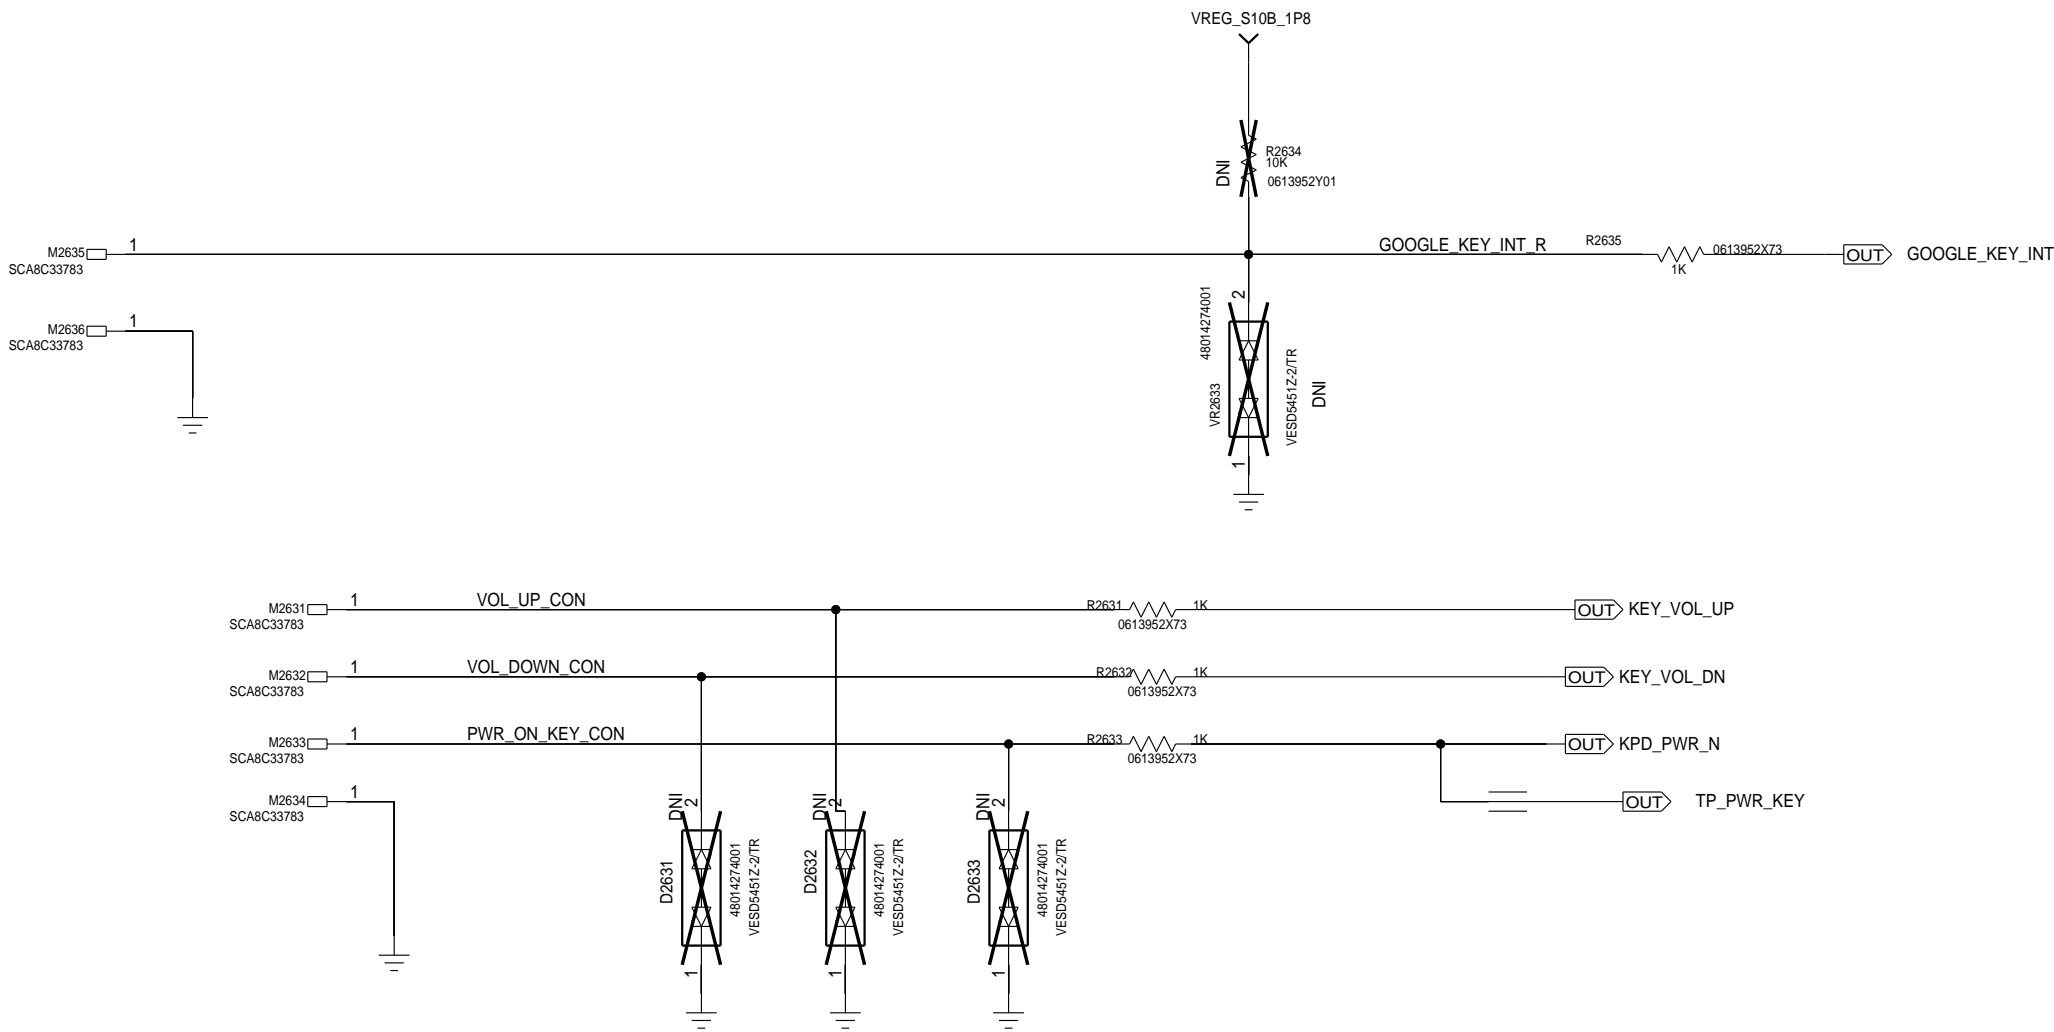 VREG_S10B_1P8
R2634
10K
DNI
0613952Y01
M2635
1
SCA8C33783
GOOGLE_KEY_INT_R
R2635
0613952X73
1K
OUT
GOOGLE_KEY_INT
M2636
1
SCA8C33783
2
48014274001
VR2633
VESD5451Z-2/TR
DNI
1
M2631
1
SCA8C33783
VOL_UP_CON
R2631
1K
0613952X73
OUT
KEY_VOL_UP
M2632
1
SCA8C33783
VOL_DOWN_CON
R2632
1K
0613952X73
OUT
KEY_VOL_DN
M2633
1
SCA8C33783
PWR_ON_KEY_CON
R2633
1K
0613952X73
OUT
KPD_PWR_N
M2634
1
SCA8C33783
OUT
TP_PWR_KEY
DNI
2
D2631
48014274001
VESD5451Z-2/TR
1
DNI
2
D2632
48014274001
VESD5451Z-2/TR
1
DNI
2
D2633
48014274001
VESD5451Z-2/TR
1